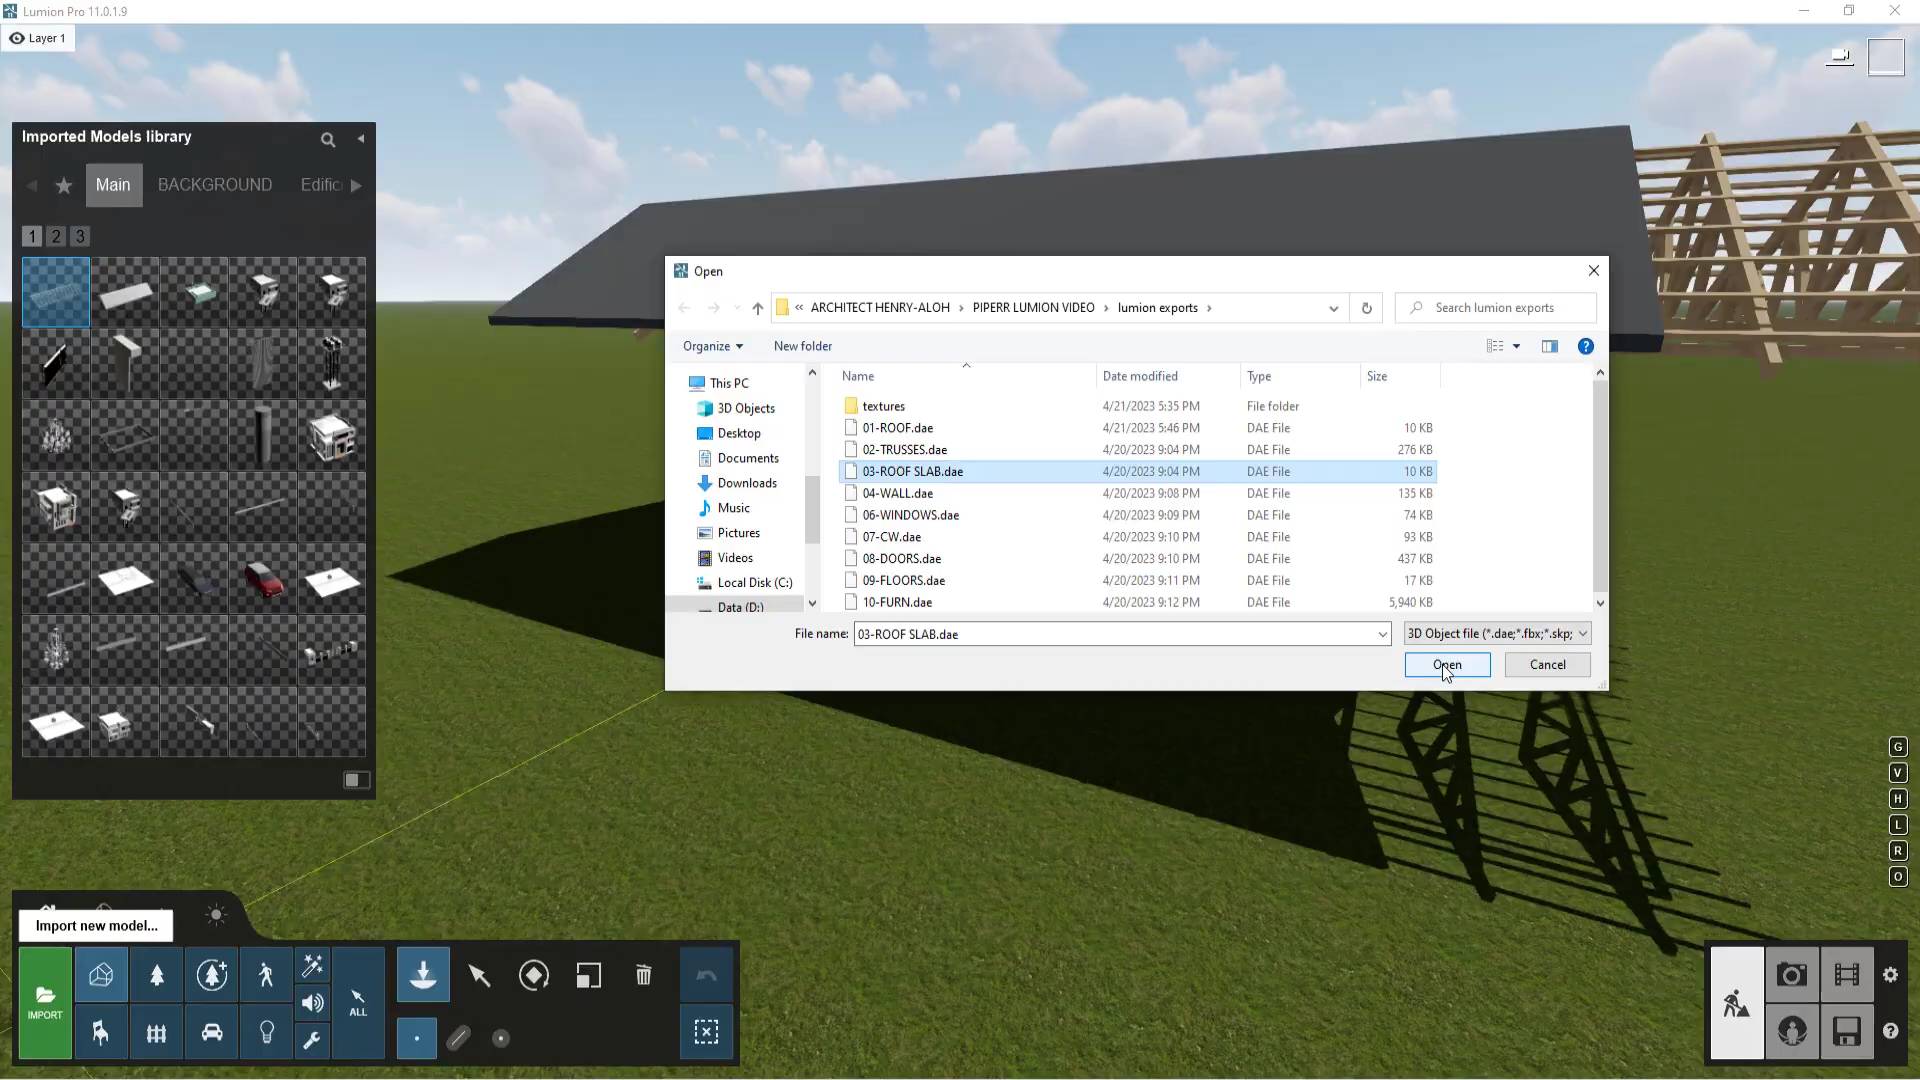 Lumion Pro 11.0.1.9
Layer 1
Imported Models library
Main BACKGROUND Edific
1 2 3
Open
« ARCHITECT HENRY-ALOH › PIPERR LUMION VIDEO › lumion exports ›
Search lumion exports
Organize New folder
This PC
3D Objects
Desktop
Documents
Downloads
Music
Pictures
Videos
Local Disk (C:)
Data (D:)
Name Date modified Type Size
textures 4/21/2023 5:35 PM File folder
01-ROOF.dae 4/21/2023 5:46 PM DAE File 10 KB
02-TRUSSES.dae 4/20/2023 9:04 PM DAE File 276 KB
03-ROOF SLAB.dae 4/20/2023 9:04 PM DAE File 10 KB
04-WALL.dae 4/20/2023 9:08 PM DAE File 135 KB
06-WINDOWS.dae 4/20/2023 9:09 PM DAE File 74 KB
07-CW.dae 4/20/2023 9:10 PM DAE File 93 KB
08-DOORS.dae 4/20/2023 9:10 PM DAE File 437 KB
09-FLOORS.dae 4/20/2023 9:11 PM DAE File 17 KB
10-FURN.dae 4/20/2023 9:12 PM DAE File 5,940 KB
File name: 03-ROOF SLAB.dae 3D Object file (*.dae;*.fbx;*.skp;
Open Cancel
G
V
H
L
R
O
Import new model...
IMPORT
ALL